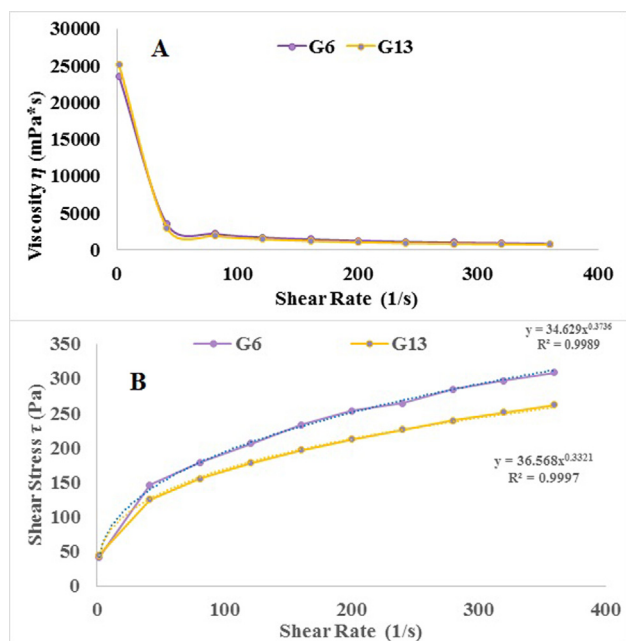 A
G6 G13
30000
25000
20000
15000
10000
5000
0
Viscosity η (mPa*s)
0 100 200 300 400
Shear Rate (1/s)
y = 34.629x^0.3736
R² = 0.9989
350
G6 G13
300
B
250
200
150
100
50
0
Shear Stress τ (Pa)
y = 36.568x^0.3321
R² = 0.9997
0 100 200 300 400
Shear Rate (1/s)